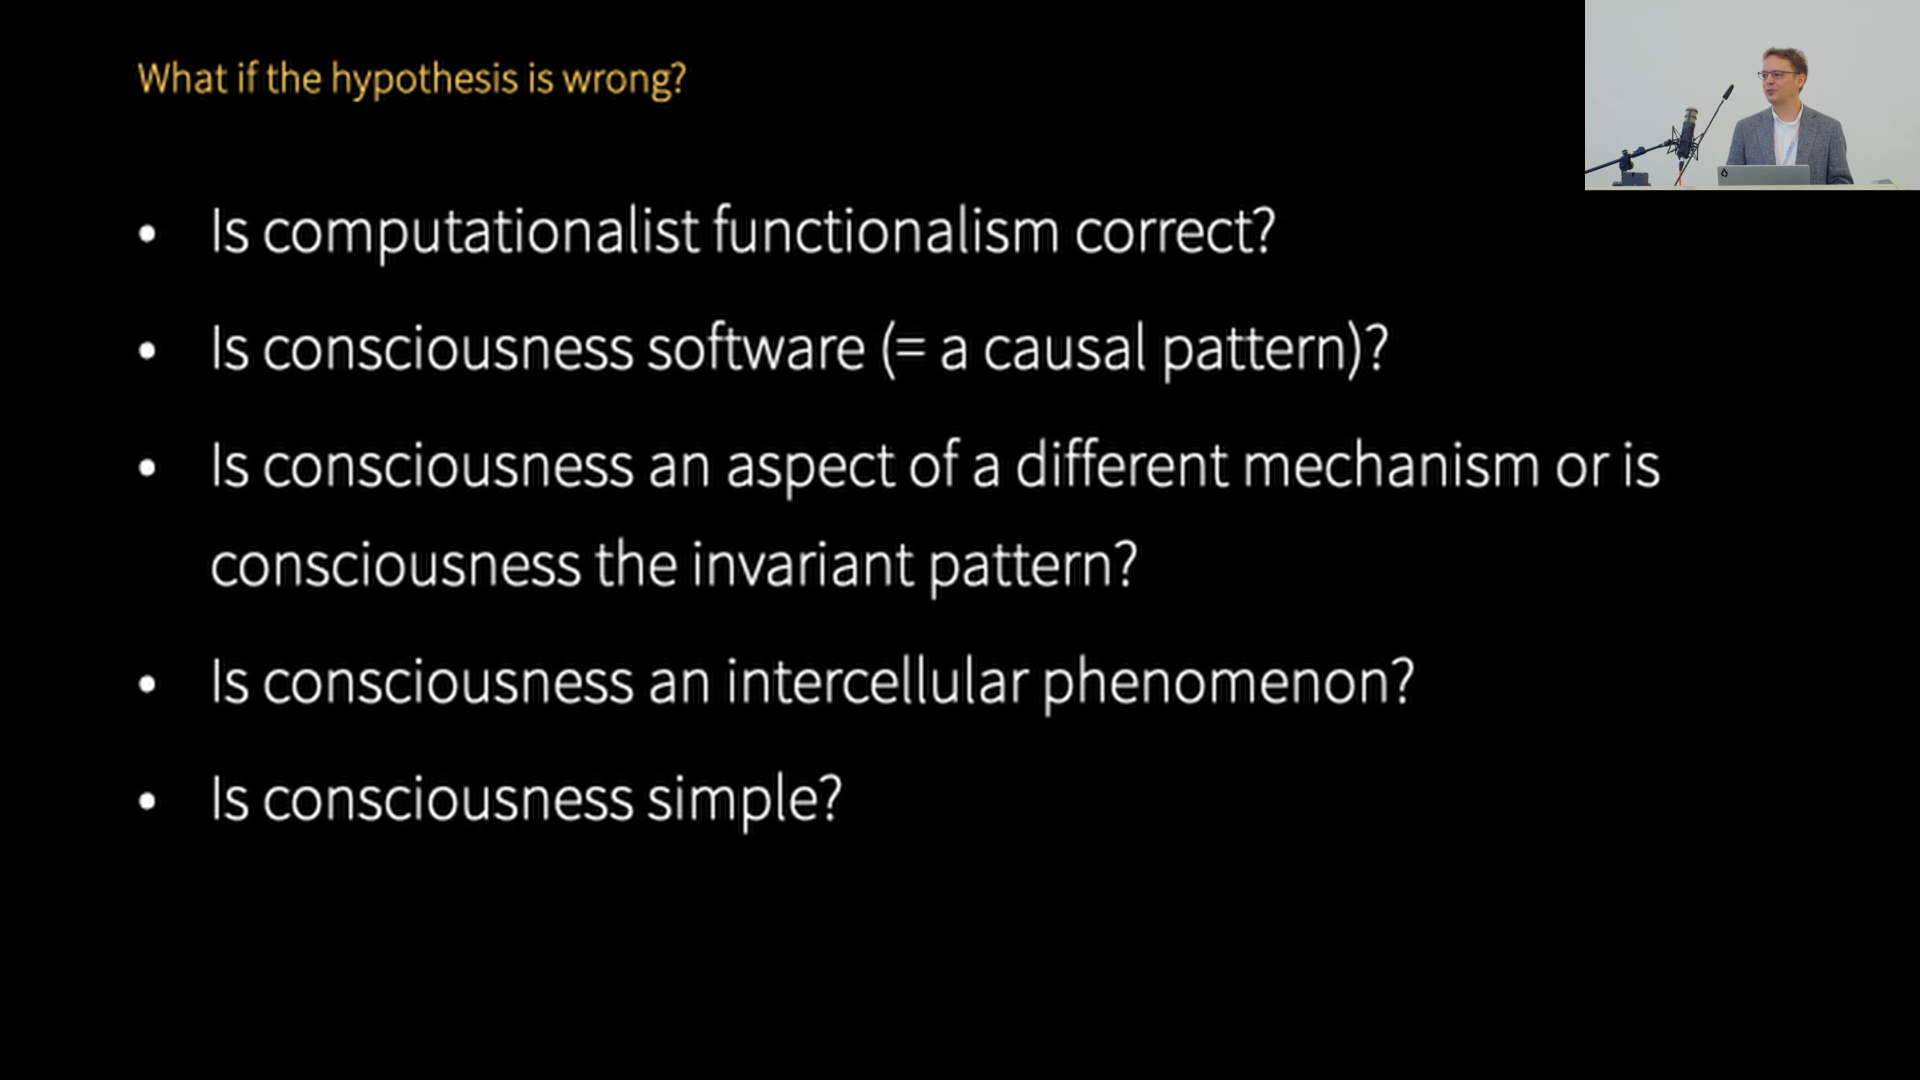 What if the hypothesis is wrong?
• Is computationalist functionalism correct?
• Is consciousness software (= a causal pattern)?
• Is consciousness an aspect of a different mechanism or is
consciousness the invariant pattern?
• Is consciousness an intercellular phenomenon?
• Is consciousness simple?